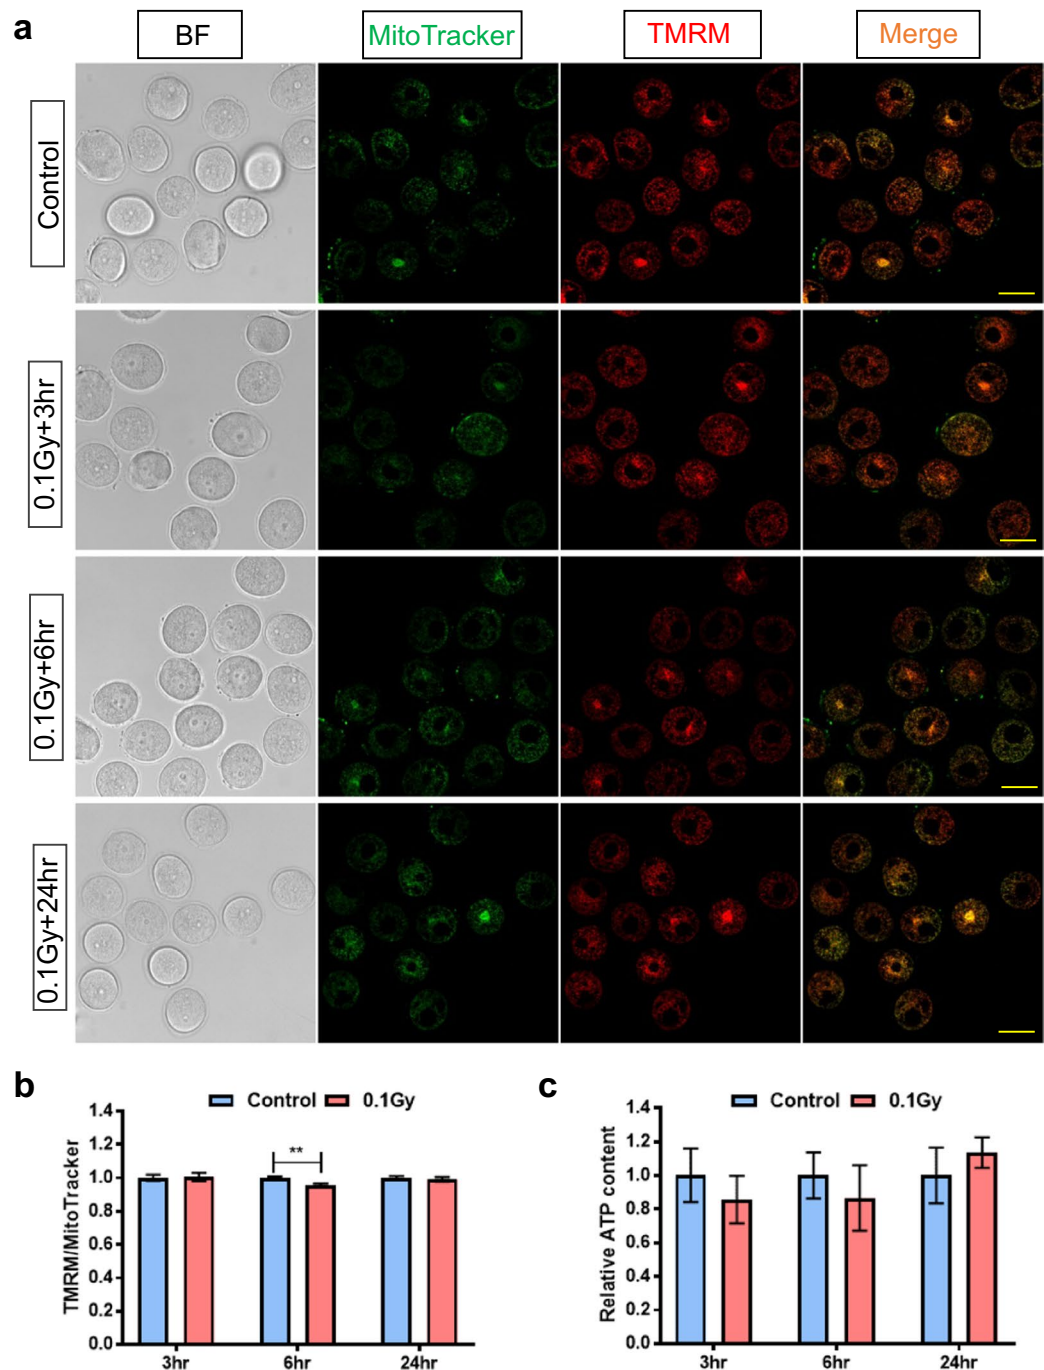 a
BF
MitoTracker
TMRM
Merge
Control
0.1Gy+3hr
0.1Gy+6hr
0.1Gy+24hr
b
Control
0.1Gy
TMRM/MitoTracker
1.4
1.2
1.0
0.8
0.6
0.4
0.2
0.0
**
3hr
6hr
24hr
c
Control
0.1Gy
Relative ATP content
1.4
1.2
1.0
0.8
0.6
0.4
0.2
0.0
3hr
6hr
24hr